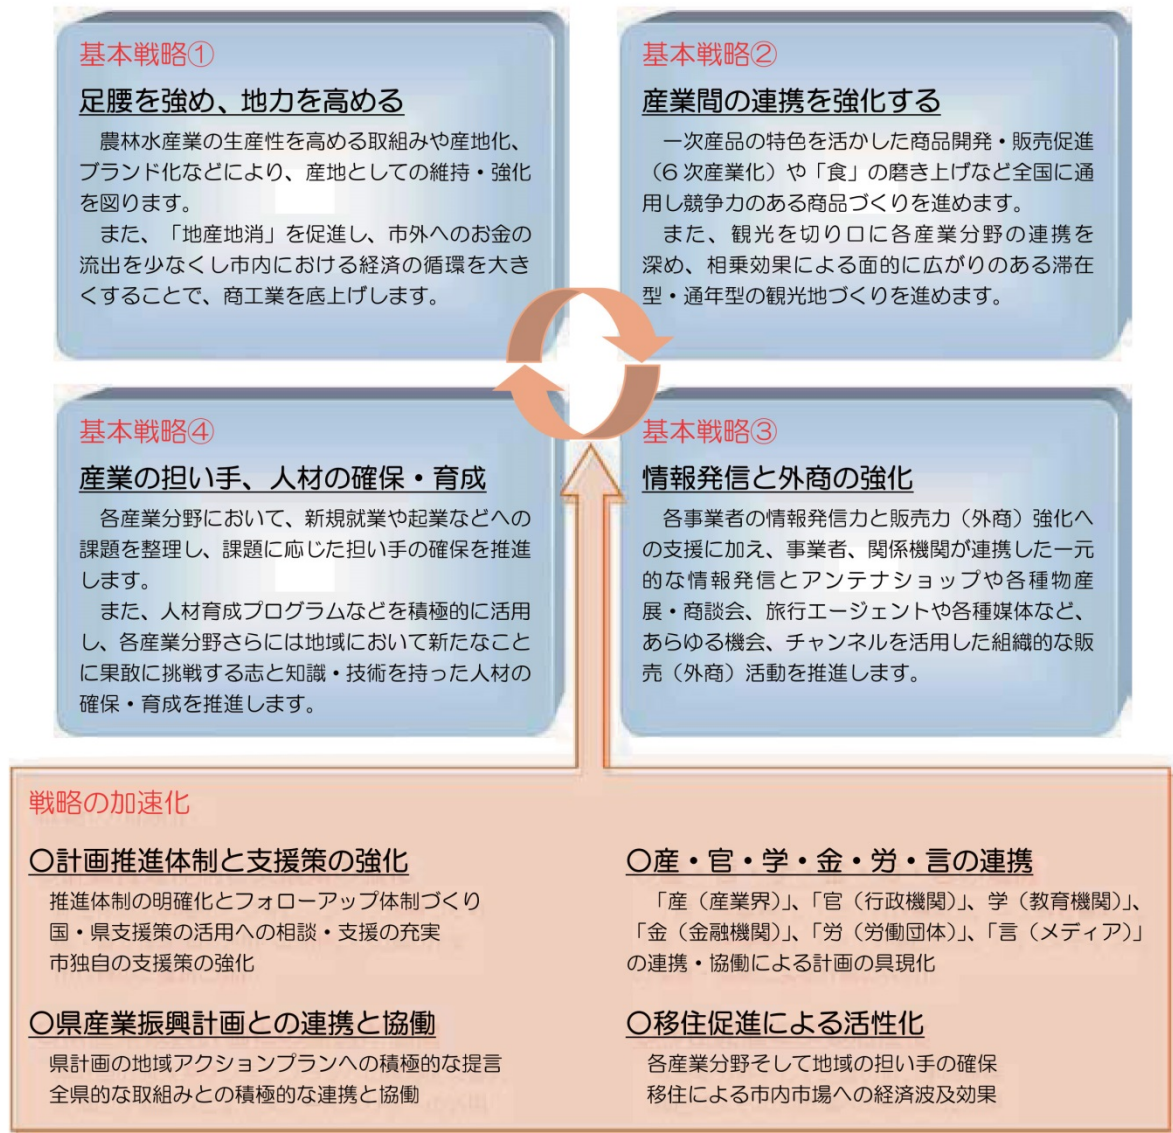 基本戦略①
足腰を強め、地力を高める
農林水産業の生産性を高める取組みや産地化、
ブランド化などにより、産地としての維持・強化
を図ります。
また、「地産地消」を促進し、市外へのお金の
流出を少なくし市内における経済の循環を大き
くすることで、商工業を底上げします。
基本戦略②
産業間の連携を強化する
一次産品の特色を活かした商品開発・販売促進
（6次産業化）や「食」の磨き上げなど全国に通
用し競争力のある商品づくりを進めます。
また、観光を切り口に各産業分野の連携を
深め、相乗効果による面的に広がりのある滞在
型・通年型の観光地づくりを進めます。
基本戦略④
産業の担い手、人材の確保・育成
各産業分野において、新規就業や起業などへの
課題を整理し、課題に応じた担い手の確保を推進
します。
また、人材育成プログラムなどを積極的に活用
し、各産業分野さらには地域において新たなこと
に果敢に挑戦する志と知識・技術を持った人材の
確保・育成を推進します。
基本戦略③
情報発信と外商の強化
各事業者の情報発信力と販売力（外商）強化へ
の支援に加え、事業者、関係機関が連携した一元
的な情報発信とアンテナショップや各種物産
展・商談会、旅行エージェントや各種媒体など、
あらゆる機会、チャンネルを活用した組織的な販
売（外商）活動を推進します。
戦略の加速化
〇計画推進体制と支援策の強化
推進体制の明確化とフォローアップ体制づくり
国・県支援策の活用への相談・支援の充実
市独自の支援策の強化
〇産・官・学・金・労・言の連携
「産（産業界）」、「官（行政機関）」、学（教育機関）」、
「金（金融機関）」、「労（労働団体）」、「言（メディア）」
の連携・協働による計画の具現化
〇県産業振興計画との連携と協働
県計画の地域アクションプランへの積極的な提言
全県的な取組みとの積極的な連携と協働
〇移住促進による活性化
各産業分野そして地域の担い手の確保
移住による市内市場への経済波及効果